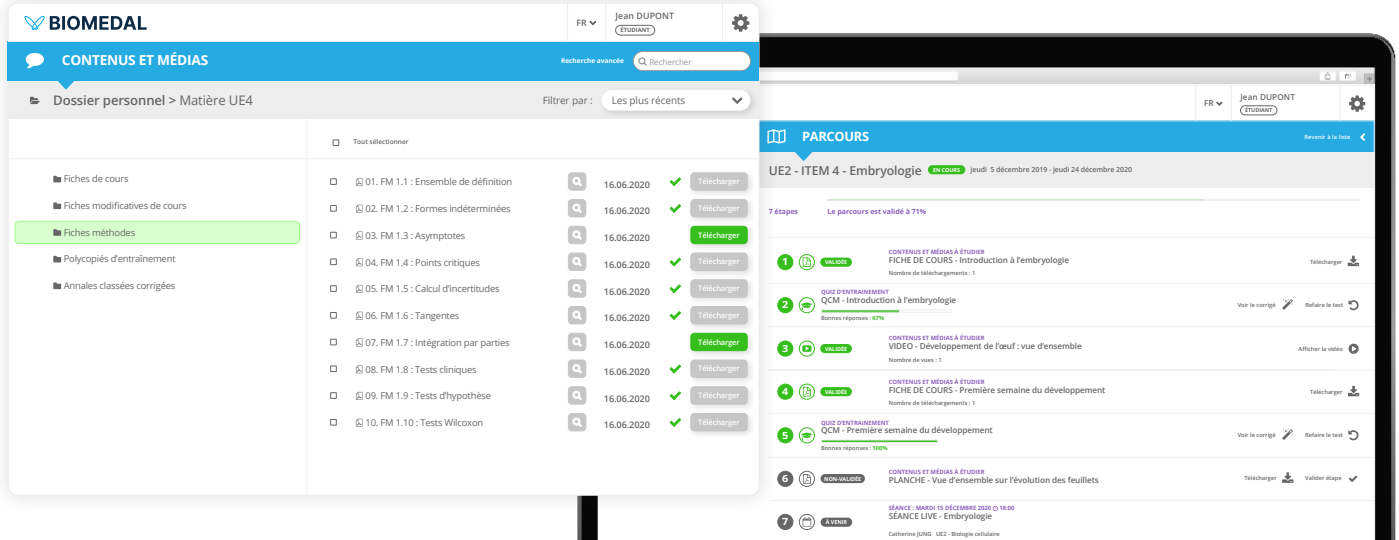 BIOMEDAL
FR
Jean DUPONT
ÉTUDIANT
CONTENUS ET MÉDIAS
Recherche avancée
Rechercher
Dossier personnel > Matière UE4
Filtrer par :
Les plus récents
Tout sélectionner
Fiches de cours
Fiches modificatives de cours
Fiches méthodes
Polycopiés d'entraînement
Annales classées corrigées
01. FM 1.1 : Ensemble de définition 16.06.2020 Télécharger
02. FM 1.2 : Formes indéterminées 16.06.2020 Télécharger
03. FM 1.3 : Asymptotes 16.06.2020 Télécharger
04. FM 1.4 : Points critiques 16.06.2020 Télécharger
05. FM 1.5 : Calcul d'incertitudes 16.06.2020 Télécharger
06. FM 1.6 : Tangentes 16.06.2020 Télécharger
07. FM 1.7 : Intégration par parties 16.06.2020 Télécharger
08. FM 1.8 : Tests cliniques 16.06.2020 Télécharger
09. FM 1.9 : Tests d'hypothèse 16.06.2020 Télécharger
10. FM 1.10 : Tests Wilcoxon 16.06.2020 Télécharger
FR
Jean DUPONT
ÉTUDIANT
PARCOURS
Revenir à la liste
UE2 - ITEM 4 - Embryologie EN COURS jeudi 5 décembre 2019 - jeudi 24 décembre 2020
7 étapes Le parcours est validé à 71%
CONTENUS ET MÉDIAS À ÉTUDIER
1 VALIDÉE FICHE DE COURS - Introduction à l'embryologie Télécharger
Nombre de téléchargements : 1
QUIZ D'ENTRAINEMENT
2 QCM - Introduction à l'embryologie Voir le corrigé Refaire le test
Bonnes réponses : 67%
CONTENUS ET MÉDIAS À ÉTUDIER
3 VALIDÉE VIDEO - Développement de l'œuf : vue d'ensemble Afficher la vidéo
Nombre de vues : 1
CONTENUS ET MÉDIAS À ÉTUDIER
4 VALIDÉE FICHE DE COURS - Première semaine du développement Télécharger
Nombre de téléchargements : 1
QUIZ D'ENTRAINEMENT
5 QCM - Première semaine du développement Voir le corrigé Refaire le test
Bonnes réponses : 100%
CONTENUS ET MÉDIAS À ÉTUDIER
6 NON-VALIDÉE PLANCHE - Vue d'ensemble sur l'évolution des feuillets Télécharger Valider étape
SÉANCE : MARDI 15 DÉCEMBRE 2020 18:00
7 À VENIR SÉANCE LIVE - Embryologie
Catherine JUNG UE2 - Biologie cellulaire